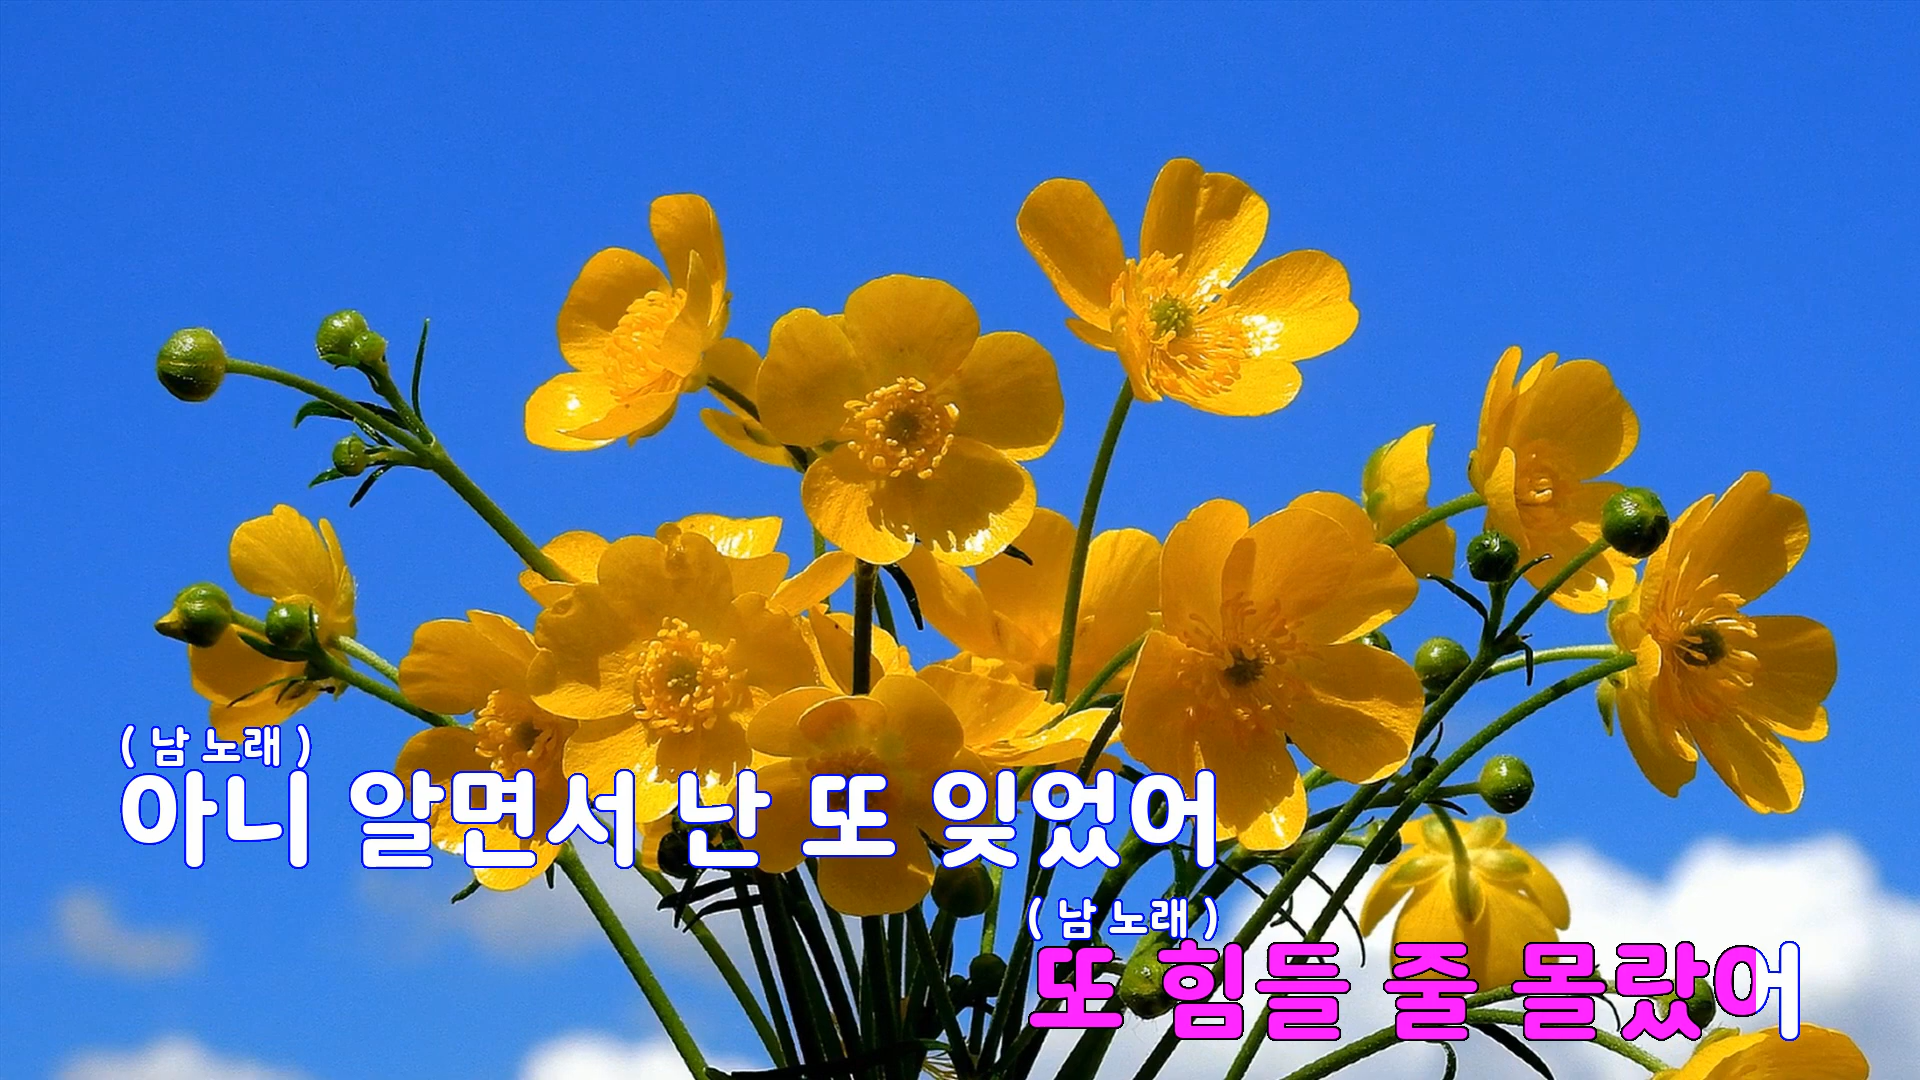 ( 남 노래 )
아니 알면서 난 또 잊었어
( 남 노래 )
또 힘들 줄 몰랐어